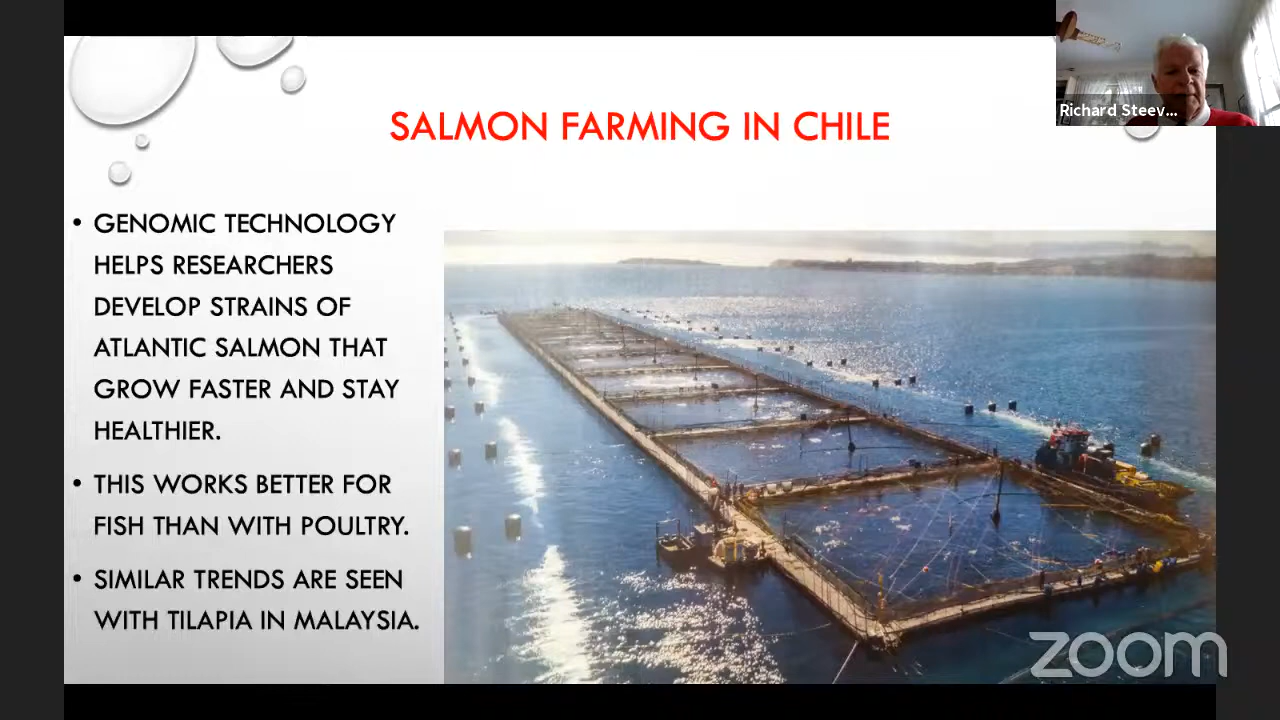 Richard Steev...
SALMON FARMING IN CHILE
• GENOMIC TECHNOLOGY
HELPS RESEARCHERS
DEVELOP STRAINS OF
ATLANTIC SALMON THAT
GROW FASTER AND STAY
HEALTHIER.
• THIS WORKS BETTER FOR
FISH THAN WITH POULTRY.
• SIMILAR TRENDS ARE SEEN
WITH TILAPIA IN MALAYSIA.
zoom